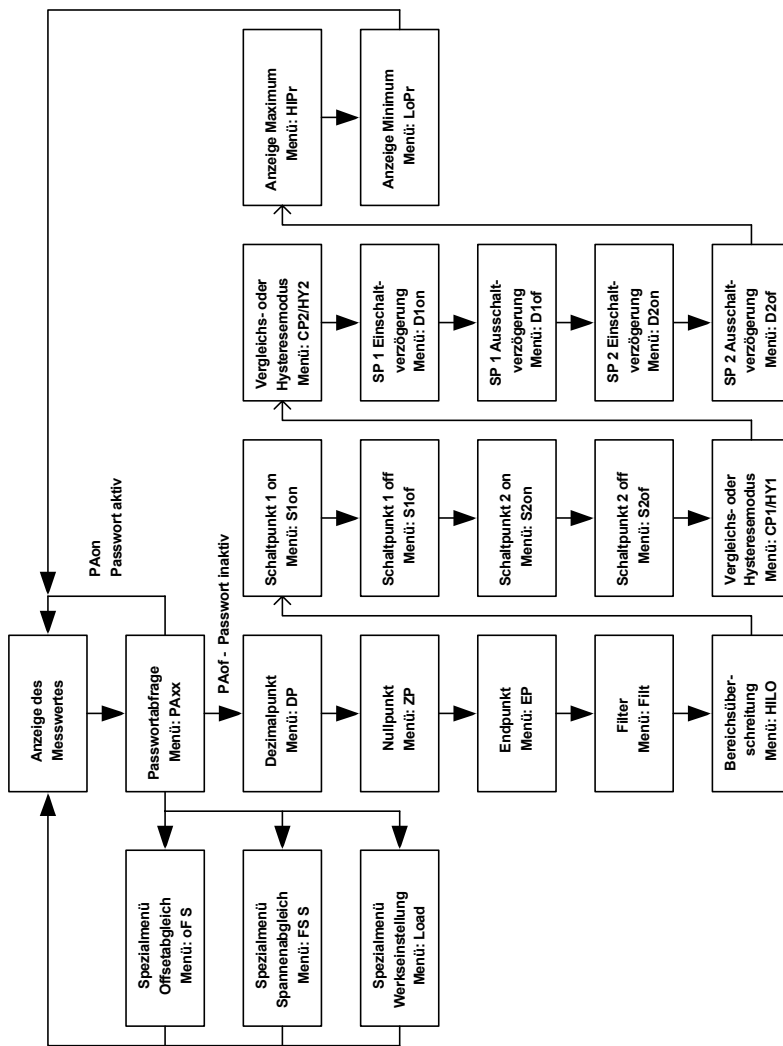 Anzeige des
Messwertes
Passwortabfrage
Menü: PAxx
PAon
Passwort aktiv
PAof - Passwort inaktiv
Spezialmenü
Offsetabgleich
Menü: oF S
Spezialmenü
Spannenabgleich
Menü: FS S
Spezialmenü
Werkseinstellung
Menü: Load
Dezimalpunkt
Menü: DP
Nullpunkt
Menü: ZP
Endpunkt
Menü: EP
Filter
Menü: Filt
Bereichsüber-
schreitung
Menü: HILO
Schaltpunkt 1 on
Menü: S1on
Schaltpunkt 1 off
Menü: S1of
Schaltpunkt 2 on
Menü: S2on
Schaltpunkt 2 off
Menü: S2of
Vergleichs- oder
Hysteresemodus
Menü: CP1/HY1
Vergleichs- oder
Hysteresemodus
Menü: CP2/HY2
SP 1 Einschalt-
verzögerung
Menü: D1on
SP 1 Ausschalt-
verzögerung
Menü: D1of
SP 2 Einschalt-
verzögerung
Menü: D2on
SP 2 Ausschalt-
verzögerung
Menü: D2of
Anzeige Maximum
Menü: HIPr
Anzeige Minimum
Menü: LoPr